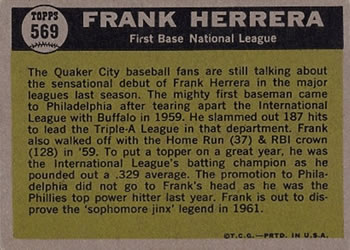 TOPPS
569
FRANK HERRERA
First Base National League
The Quaker City baseball fans are still talking about
the sensational debut of Frank Herrera in the major
leagues last season. The mighty first baseman came
to Philadelphia after tearing apart the International
League with Buffalo in 1959. He slammed out 187 hits
to lead the Triple-A League in that department. Frank
also walked off with the Home Run (37) & RBI crown
(128) in '59. To put a topper on a great year, he was
the International League's batting champion as he
pounded out a .329 average. The promotion to Phila-
delphia did not go to Frank's head as he was the
Phillies top power hitter last year. Frank is out to dis-
prove the 'sophomore jinx' legend in 1961.
©T.C.G.—PRTD. IN U.S.A.